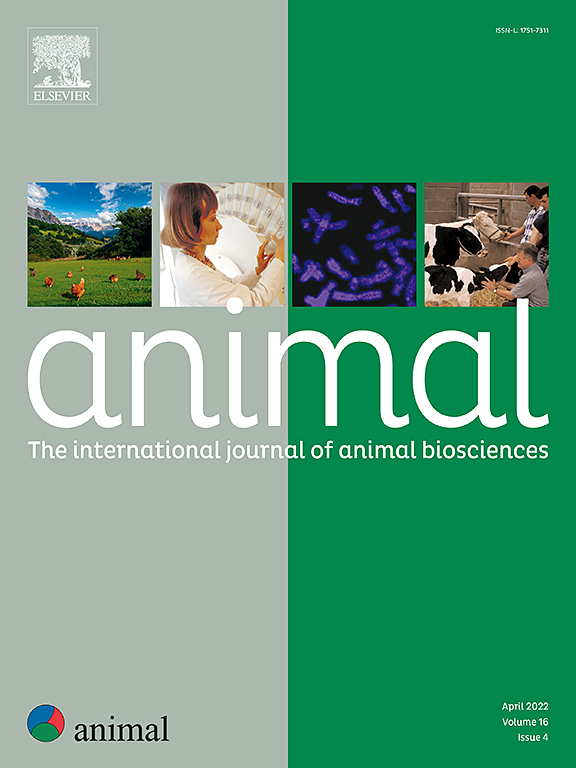 ISSN-L: 1751-7311
ELSEVIER
animal
The international journal of animal biosciences
April 2022
Volume 16
Issue 4
animal